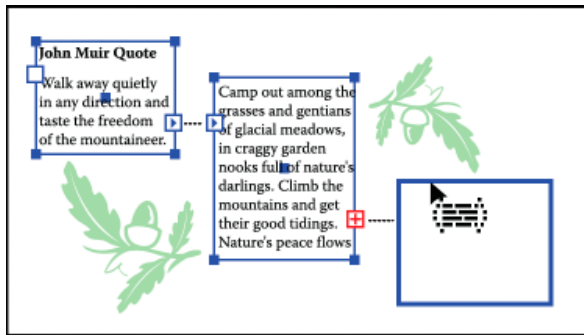 John Muir Quote
Walk away quietly
in any direction and
taste the freedom
of the mountaineer.
Camp out among the
grasses and gentians
of glacial meadows,
in craggy garden
nooks full of nature's
darlings. Climb the
mountains and get
their good tidings.
Nature's peace flows